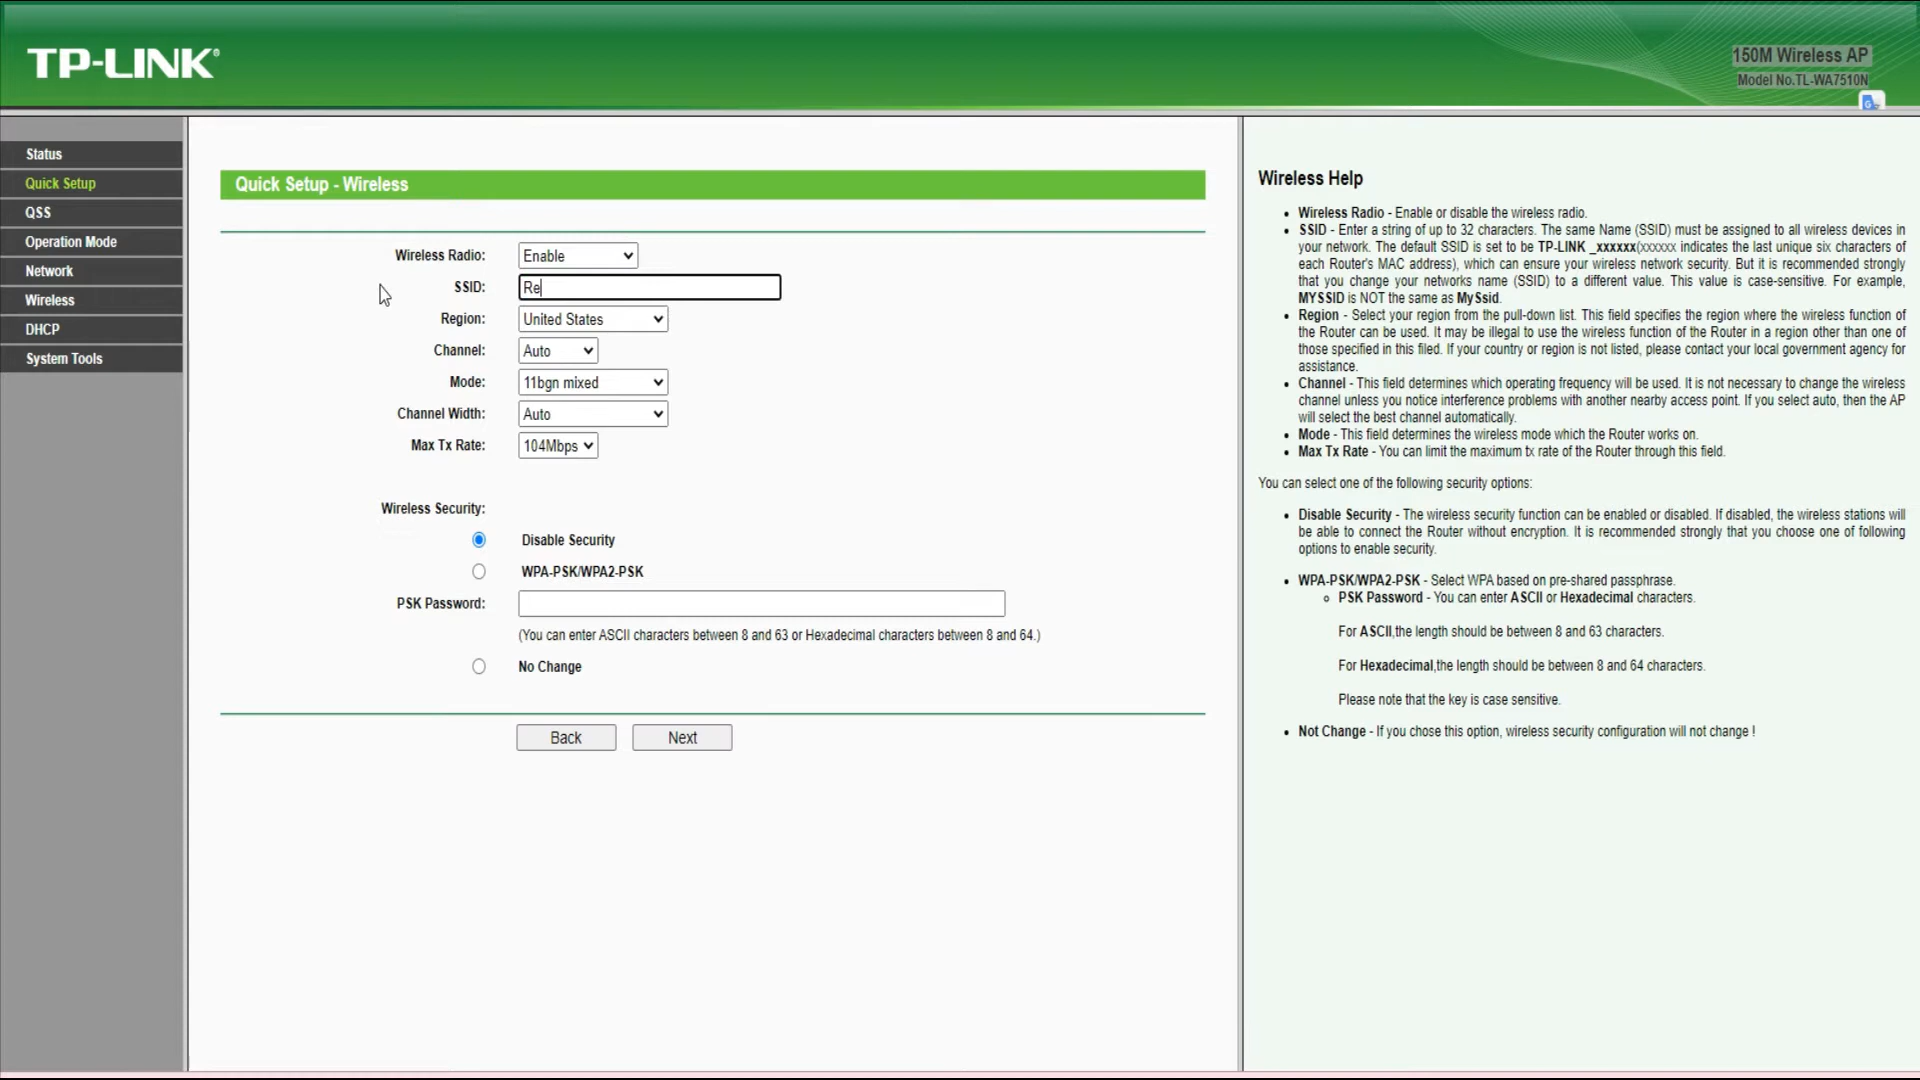 TP-LINK®
150M Wireless AP
Model No.TL-WA7510N
Status
Quick Setup
QSS
Operation Mode
Network
Wireless
DHCP
System Tools
Quick Setup - Wireless
Wireless Radio: Enable
SSID: Re
Region: United States
Channel: Auto
Mode: 11bgn mixed
Channel Width: Auto
Max Tx Rate: 104Mbps
Wireless Security:
Disable Security
WPA-PSK/WPA2-PSK
PSK Password:
(You can enter ASCII characters between 8 and 63 or Hexadecimal characters between 8 and 64.)
No Change
Back Next
Wireless Help
• Wireless Radio - Enable or disable the wireless radio.
• SSID - Enter a string of up to 32 characters. The same Name (SSID) must be assigned to all wireless devices in
your network. The default SSID is set to be TP-LINK _xxxxxx(xxxxxx indicates the last unique six characters of
each Router's MAC address), which can ensure your wireless network security. But it is recommended strongly
that you change your networks name (SSID) to a different value. This value is case-sensitive. For example,
MYSSID is NOT the same as MySsid.
• Region - Select your region from the pull-down list. This field specifies the region where the wireless function of
the Router can be used. It may be illegal to use the wireless function of the Router in a region other than one of
those specified in this filed. If your country or region is not listed, please contact your local government agency for
assistance.
• Channel - This field determines which operating frequency will be used. It is not necessary to change the wireless
channel unless you notice interference problems with another nearby access point. If you select auto, then the AP
will select the best channel automatically.
• Mode - This field determines the wireless mode which the Router works on.
• Max Tx Rate - You can limit the maximum tx rate of the Router through this field.
You can select one of the following security options:
• Disable Security - The wireless security function can be enabled or disabled. If disabled, the wireless stations will
be able to connect the Router without encryption. It is recommended strongly that you choose one of following
options to enable security.
• WPA-PSK/WPA2-PSK - Select WPA based on pre-shared passphrase.
PSK Password - You can enter ASCII or Hexadecimal characters.
For ASCII,the length should be between 8 and 63 characters.
For Hexadecimal,the length should be between 8 and 64 characters.
Please note that the key is case sensitive.
• Not Change - If you chose this option, wireless security configuration will not change !